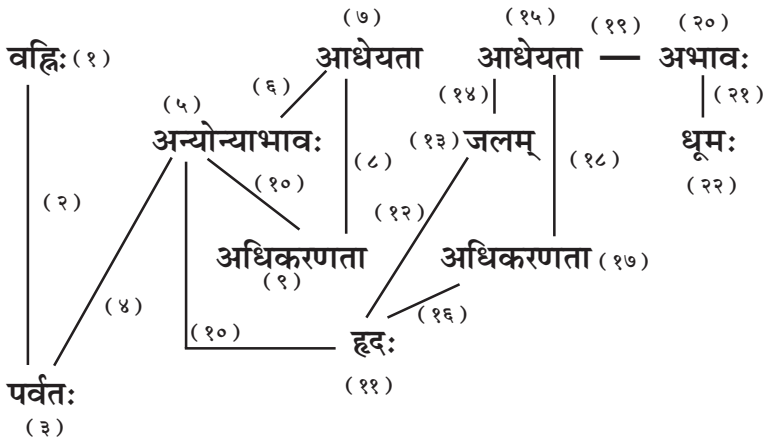 (७) (१५) (१९) (२०)
वह्निः (१) आधेयता आधेयता — अभावः
(६) (१४) (२१)
(५)
अन्योन्याभावः (१३) जलम् धूमः
(८) (१८)
(१०) (२२)
(२) (१२)
अधिकरणता अधिकरणता (१७)
(९)
(४) (१६)
(१०) हृदः
(११)
पर्वतः
(३)